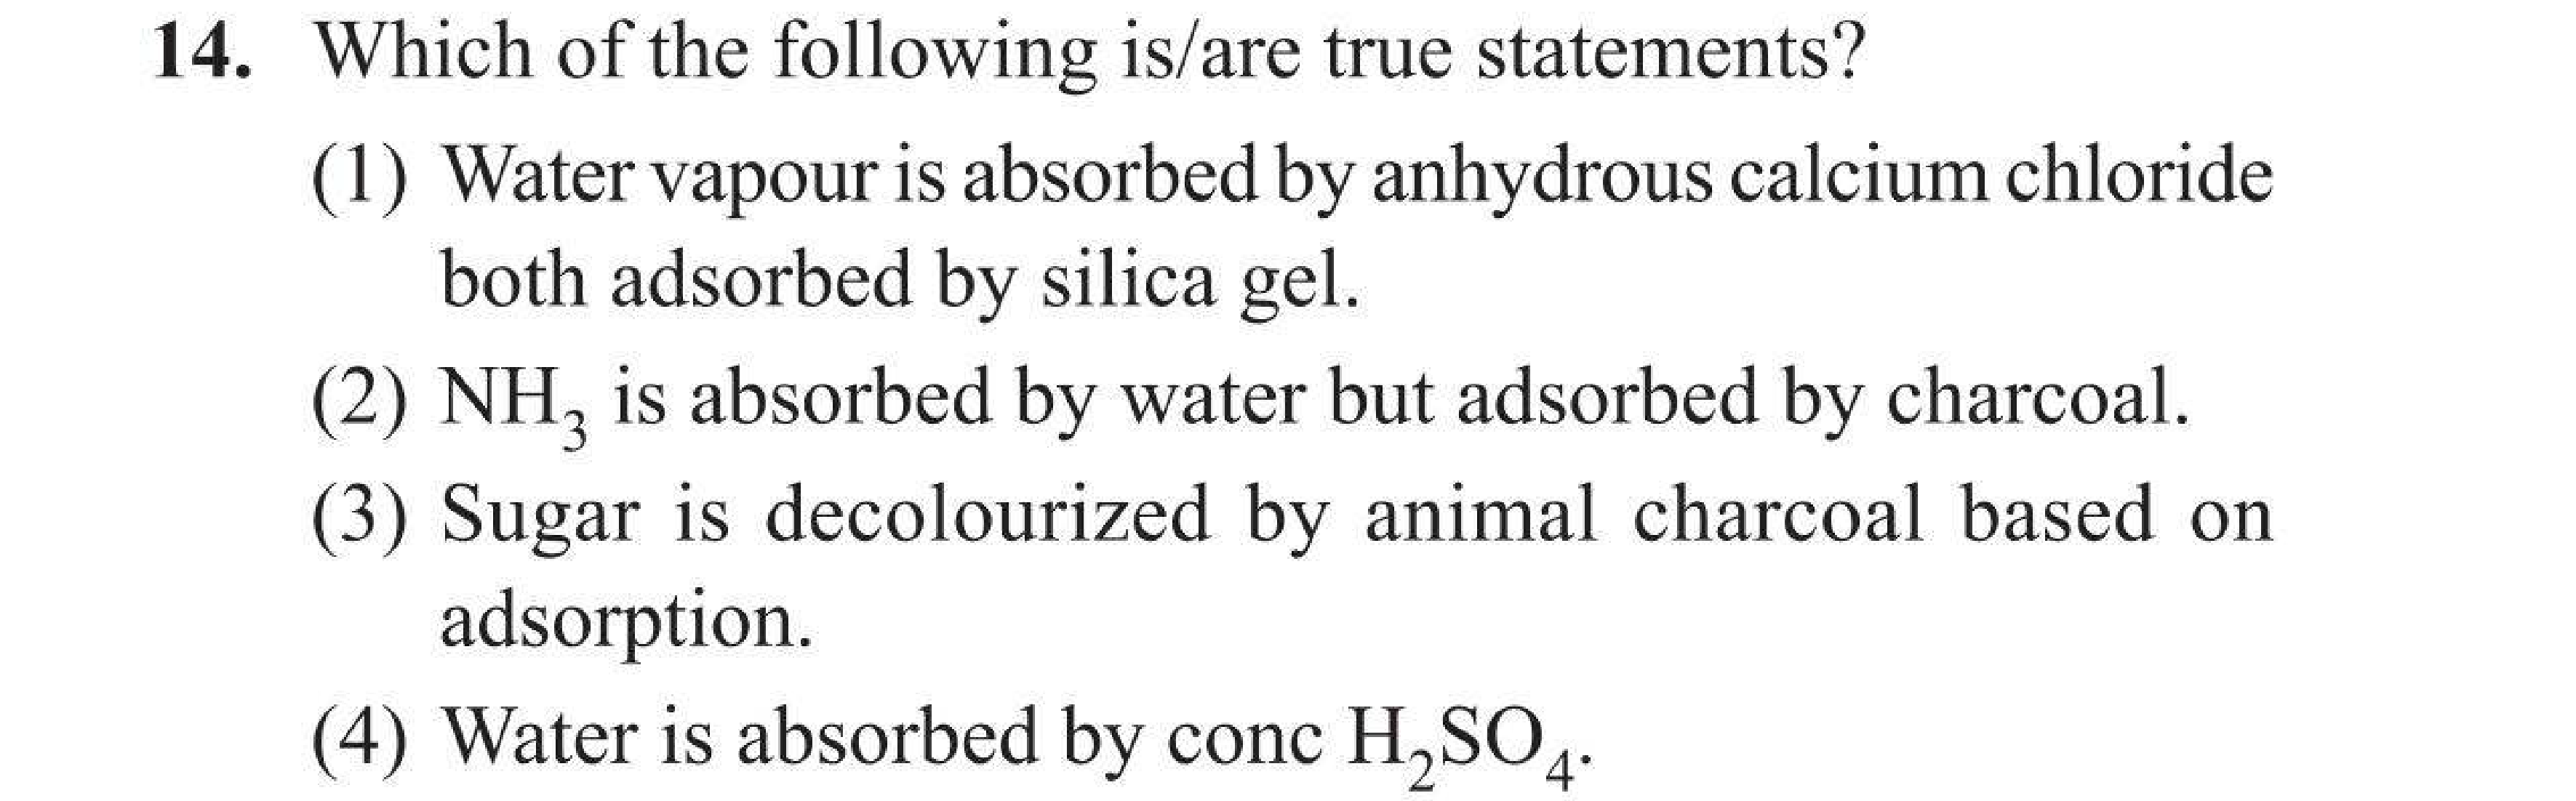 14. Which of the following is/are true statements?
(1) Water vapour is absorbed by anhydrous calcium chloride
both adsorbed by silica gel.
(2) NH₃ is absorbed by water but adsorbed by charcoal.
(3) Sugar is decolourized by animal charcoal based on
adsorption.
(4) Water is absorbed by conc H₂SO₄.